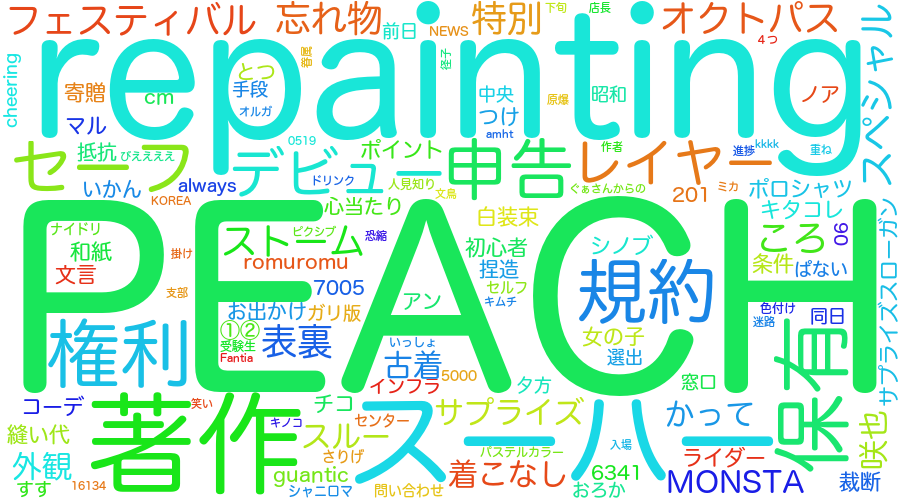 フェスティバル
忘れ物
前日
NEWS
特別
下旬
店長
オクトパス
4つ
cheering
repainting
スペシャル
寄贈
cm
マル
とつ
手段
オルガ
0519
中央
つけ
amht
原爆
昭和
ノア
セーフ
抵抗
ぴえええええ
デビュー
ポイント
申告
作者
レイヤー
進捗
kkkk
重ね
いかん
always
KOREA
ドリンク
人見知り
文鳥
ぐぁさんからの
201
ミカ
ポロシャツ
心当たり
白装束
キタコレ
ナイドリ
和紙
文言
掛け
支部
ストーム
ピクシブ
恐縮
romuromu
7005
初心者
捏造
セルフ
キムチ
アン
シノブ
規約
ころ
条件
ぱない
90
サプライズスローガン
PEACH
お出かけ
ガリ版
①②
受験生
Fantia
表裏
権利
いっしょ
古着
5000
インフラ
女の子
選出
夕方
窓口
色付け
迷路
同日
保有
コーデ
縫い代
外観
すす
16134
著作
笑い
キノコ
チコ
スルー
さりげ
guantic
シャニロマ
センター
問い合わせ
スーパー
サプライズ
パステルカラー
着こなし
6341
おろか
入場
かって
ライダー
MONSTA
咲也
裁断